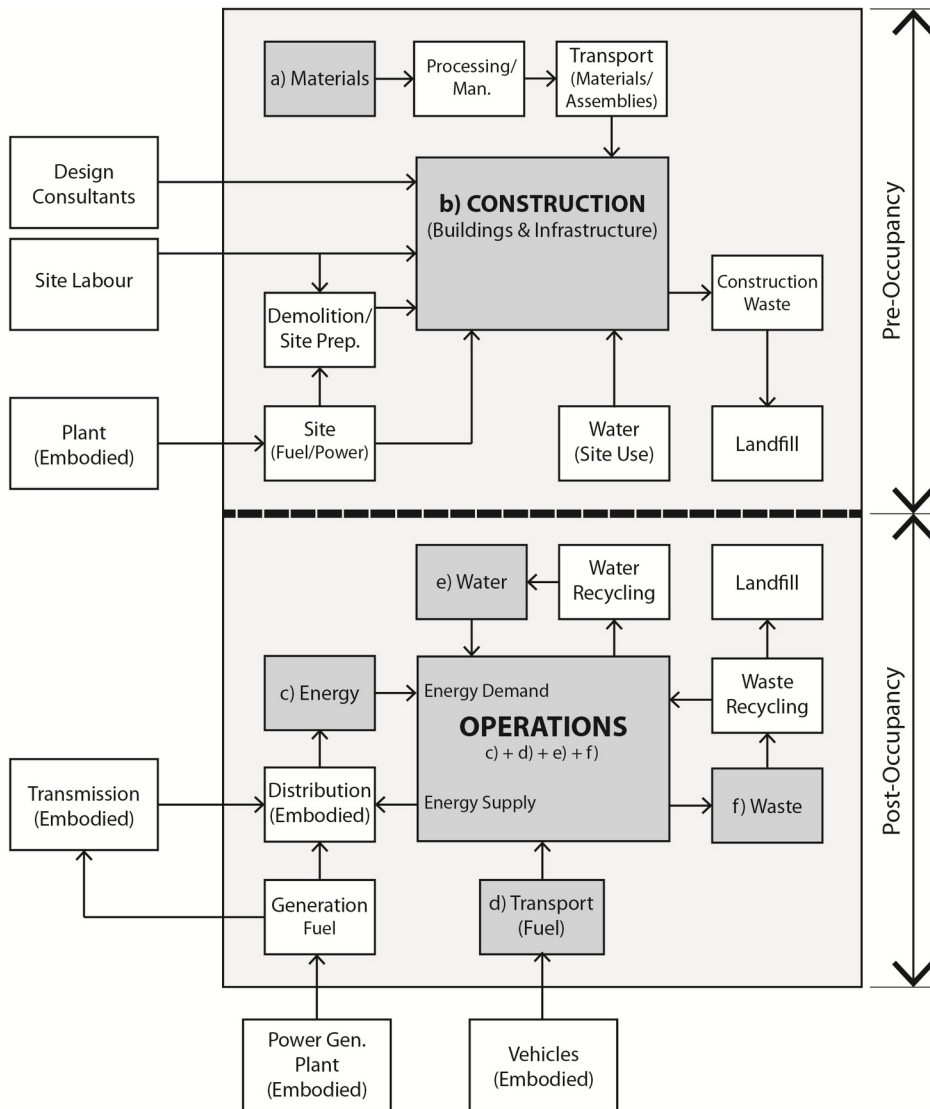 a) Materials
Processing/
Man.
Transport
(Materials/
Assemblies)
Design
Consultants
b) CONSTRUCTION
(Buildings & Infrastructure)
Site Labour
Demolition/
Site Prep.
Construction
Waste
Plant
(Embodied)
Site
(Fuel/Power)
Water
(Site Use)
Landfill
Pre-Occupancy
e) Water
Water
Recycling
Landfill
c) Energy
Energy Demand
OPERATIONS
c) + d) + e) + f)
Energy Supply
Waste
Recycling
Transmission
(Embodied)
Distribution
(Embodied)
f) Waste
Generation
Fuel
d) Transport
(Fuel)
Post-Occupancy
Power Gen.
Plant
(Embodied)
Vehicles
(Embodied)